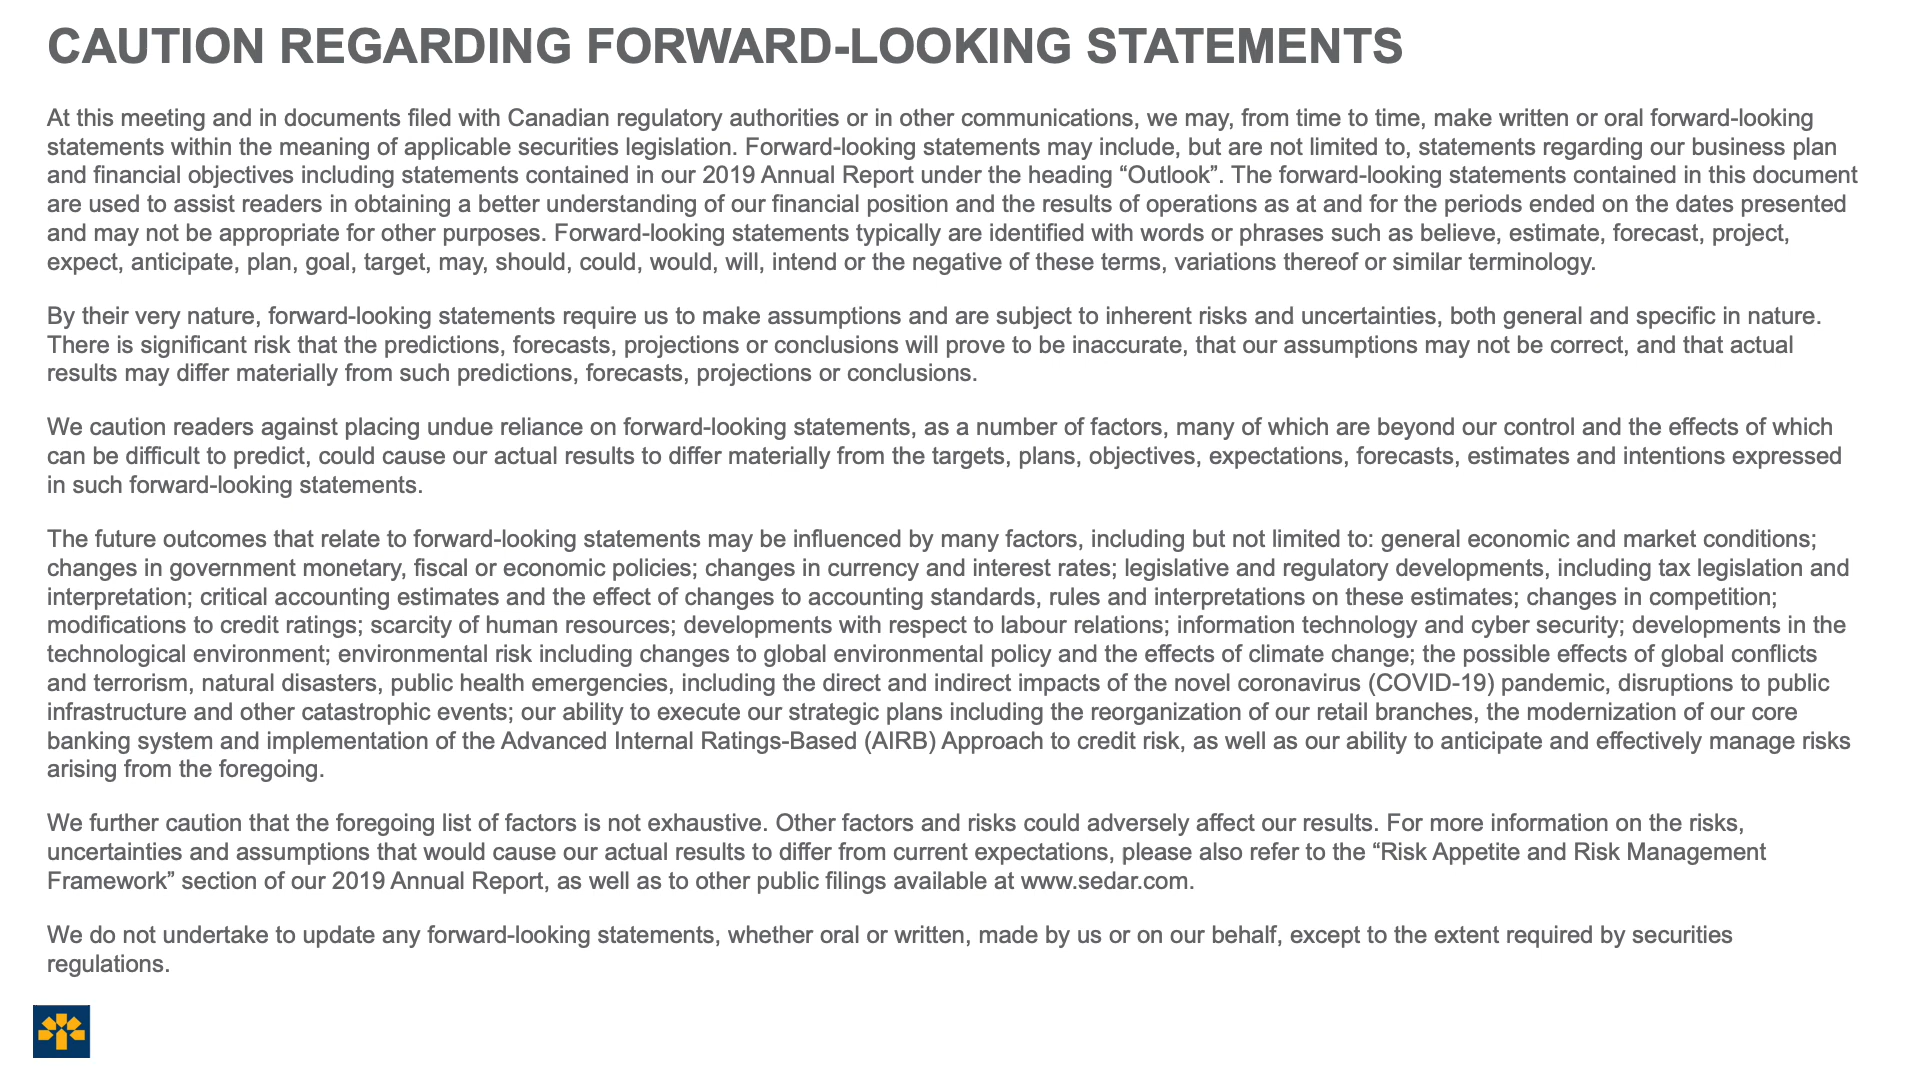 CAUTION REGARDING FORWARD-LOOKING STATEMENTS
At this meeting and in documents filed with Canadian regulatory authorities or in other communications, we may, from time to time, make written or oral forward-looking
statements within the meaning of applicable securities legislation. Forward-looking statements may include, but are not limited to, statements regarding our business plan
and financial objectives including statements contained in our 2019 Annual Report under the heading “Outlook”. The forward-looking statements contained in this document
are used to assist readers in obtaining a better understanding of our financial position and the results of operations as at and for the periods ended on the dates presented
and may not be appropriate for other purposes. Forward-looking statements typically are identified with words or phrases such as believe, estimate, forecast, project,
expect, anticipate, plan, goal, target, may, should, could, would, will, intend or the negative of these terms, variations thereof or similar terminology.
By their very nature, forward-looking statements require us to make assumptions and are subject to inherent risks and uncertainties, both general and specific in nature.
There is significant risk that the predictions, forecasts, projections or conclusions will prove to be inaccurate, that our assumptions may not be correct, and that actual
results may differ materially from such predictions, forecasts, projections or conclusions.
We caution readers against placing undue reliance on forward-looking statements, as a number of factors, many of which are beyond our control and the effects of which
can be difficult to predict, could cause our actual results to differ materially from the targets, plans, objectives, expectations, forecasts, estimates and intentions expressed
in such forward-looking statements.
The future outcomes that relate to forward-looking statements may be influenced by many factors, including but not limited to: general economic and market conditions;
changes in government monetary, fiscal or economic policies; changes in currency and interest rates; legislative and regulatory developments, including tax legislation and
interpretation; critical accounting estimates and the effect of changes to accounting standards, rules and interpretations on these estimates; changes in competition;
modifications to credit ratings; scarcity of human resources; developments with respect to labour relations; information technology and cyber security; developments in the
technological environment; environmental risk including changes to global environmental policy and the effects of climate change; the possible effects of global conflicts
and terrorism, natural disasters, public health emergencies, including the direct and indirect impacts of the novel coronavirus (COVID-19) pandemic, disruptions to public
infrastructure and other catastrophic events; our ability to execute our strategic plans including the reorganization of our retail branches, the modernization of our core
banking system and implementation of the Advanced Internal Ratings-Based (AIRB) Approach to credit risk, as well as our ability to anticipate and effectively manage risks
arising from the foregoing.
We further caution that the foregoing list of factors is not exhaustive. Other factors and risks could adversely affect our results. For more information on the risks,
uncertainties and assumptions that would cause our actual results to differ from current expectations, please also refer to the “Risk Appetite and Risk Management
Framework” section of our 2019 Annual Report, as well as to other public filings available at www.sedar.com.
We do not undertake to update any forward-looking statements, whether oral or written, made by us or on our behalf, except to the extent required by securities
regulations.